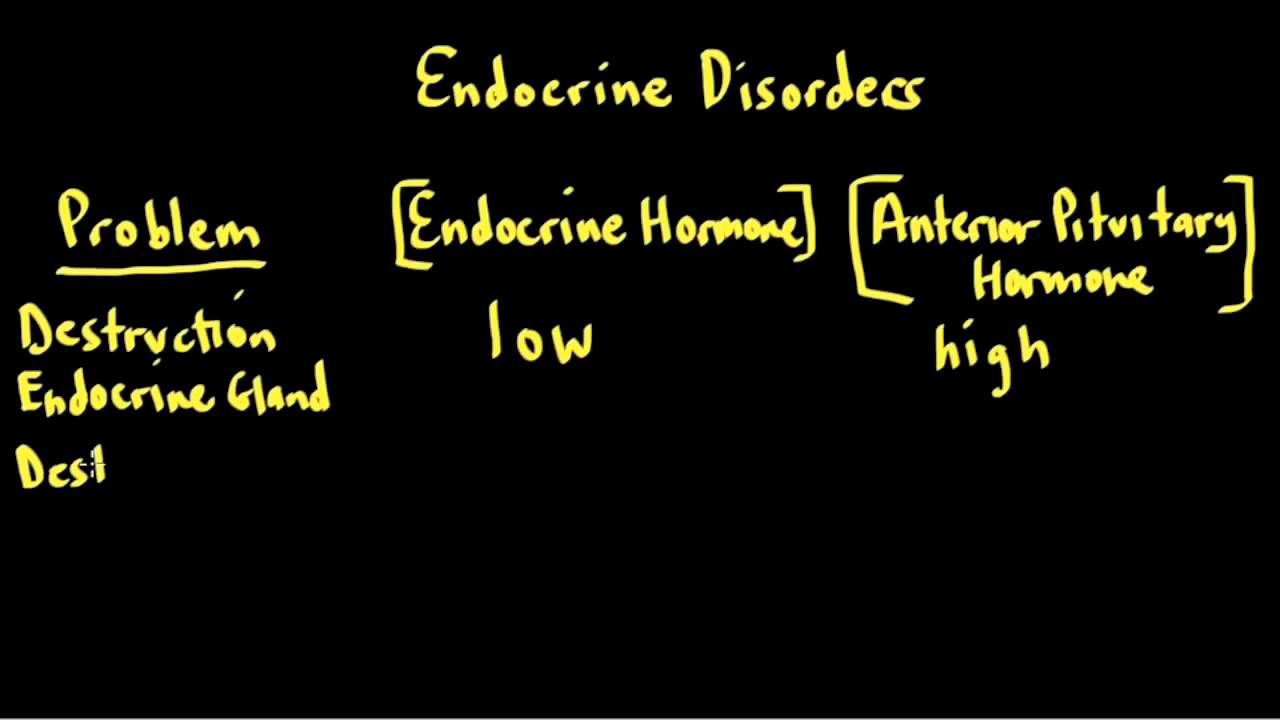 Endocrine Disorders
Problem [Endocrine Hormone] [Anterior Pituitary
Hormone]
Destruction low high
Endocrine Gland
Dest